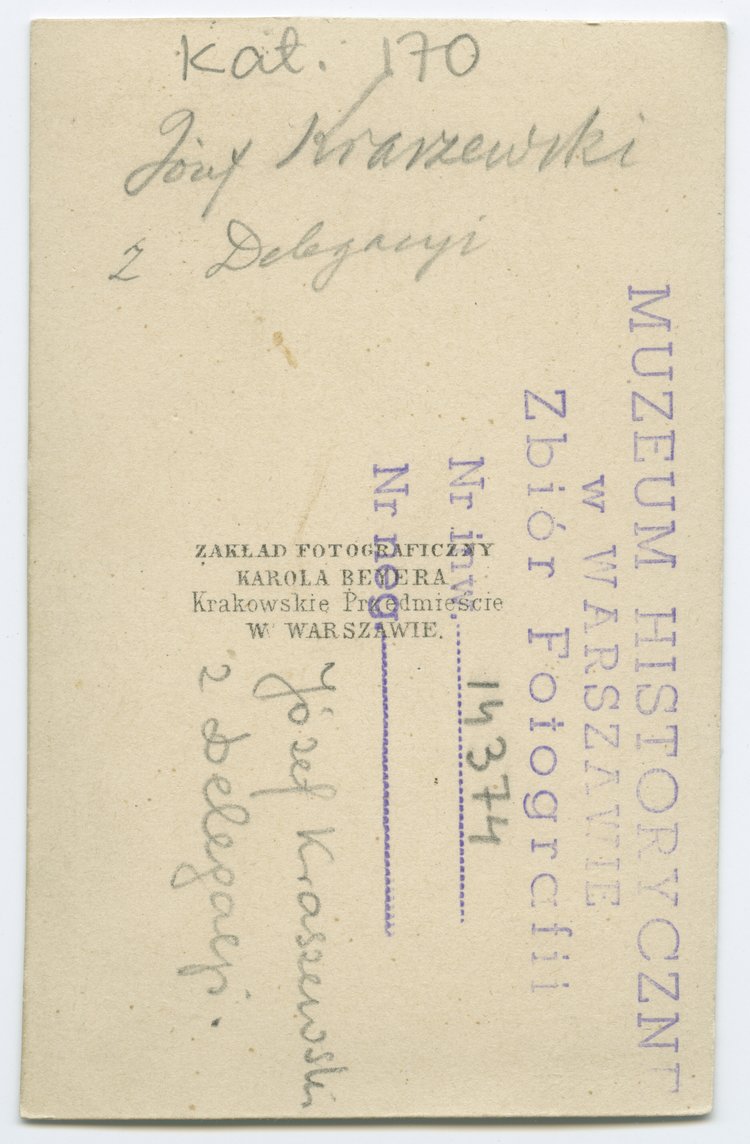 Kat. 170
Józef Kraszewski
z Delegacyi
ZAKŁAD FOTOGRAFICZNY
KAROLA BEYERA
Krakowskie Przedmieście
W WARSZAWIE.
MUZEUM HISTORYCZNE
w WARSZAWIE
Zbiór Fotografii
Nr inw. 14374
Nr neg.
Józef Kraszewski
z Delegacji.